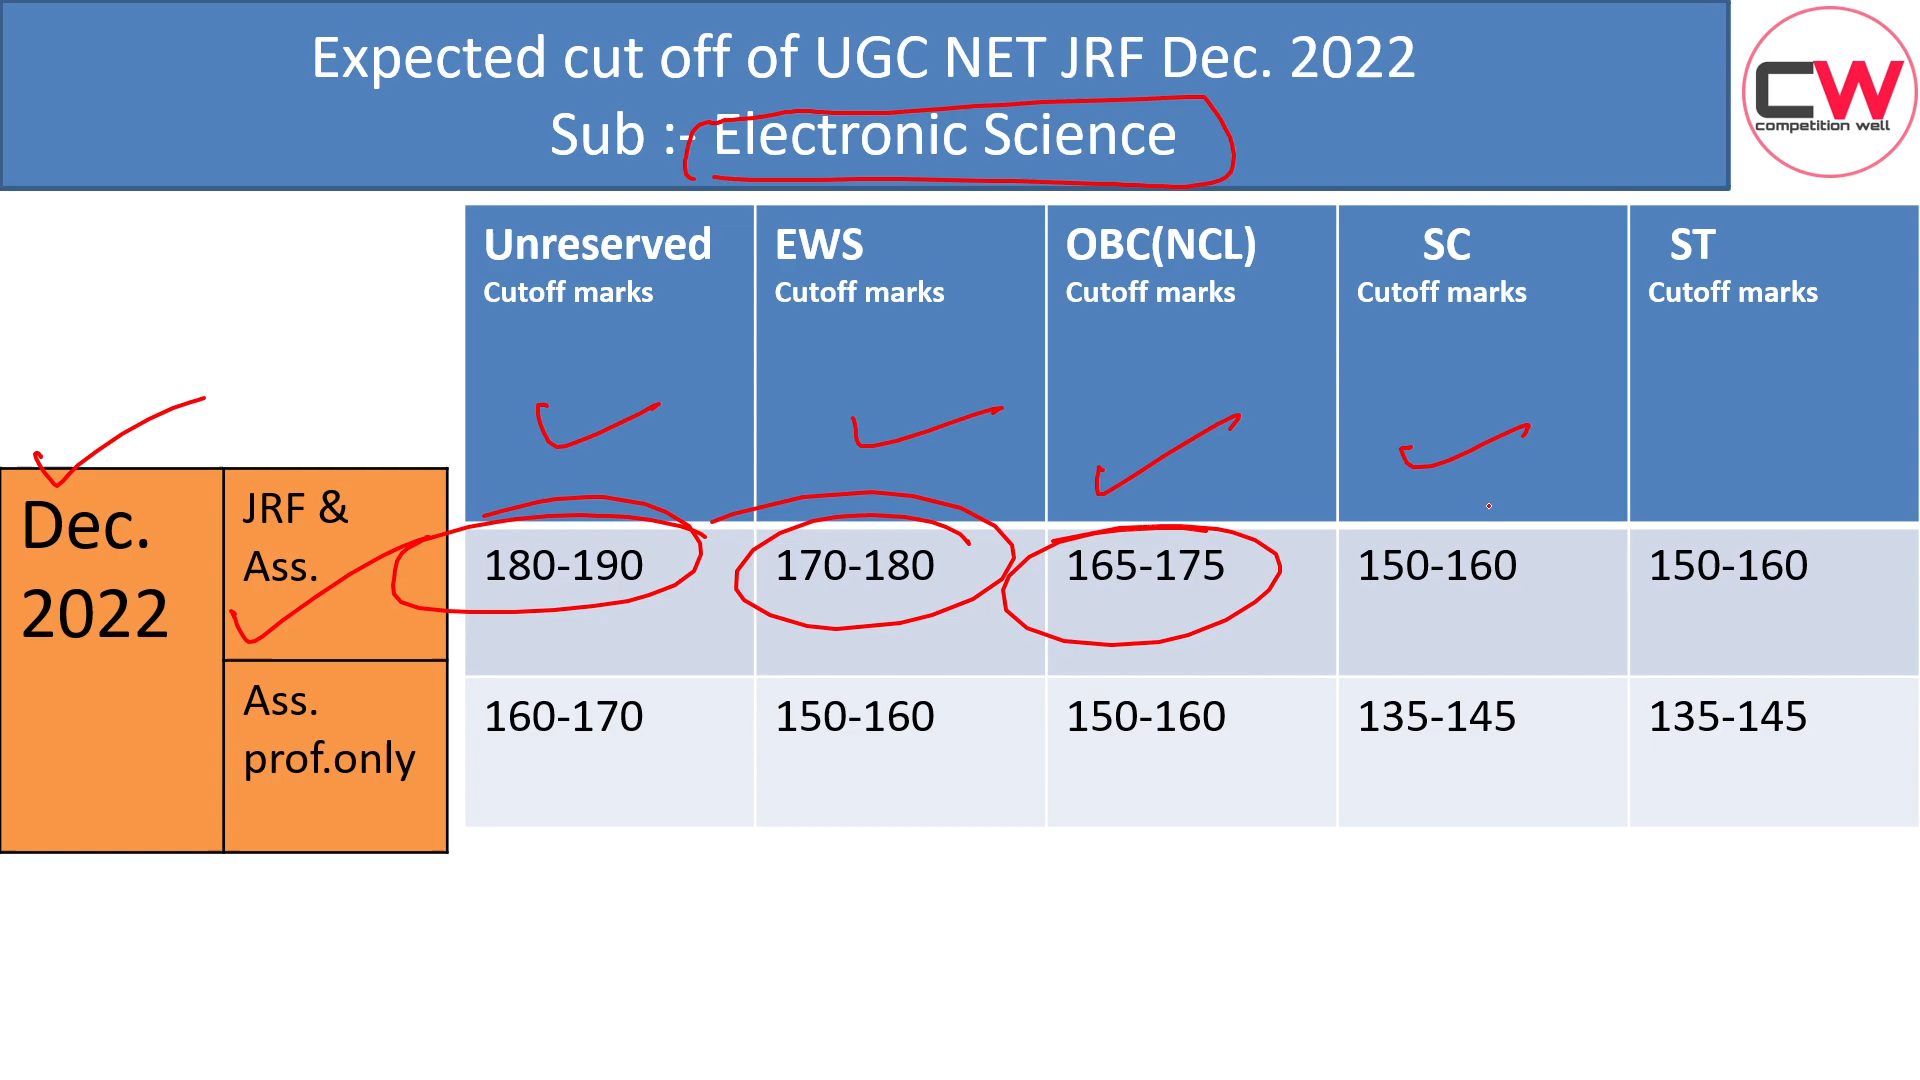 Expected cut off of UGC NET JRF Dec. 2022
Sub :- Electronic Science
CW
competition well
Unreserved EWS OBC(NCL) SC ST
Cutoff marks Cutoff marks Cutoff marks Cutoff marks Cutoff marks
Dec.
2022
JRF &
Ass.
180-190 170-180 165-175 150-160 150-160
Ass.
prof.only
160-170 150-160 150-160 135-145 135-145